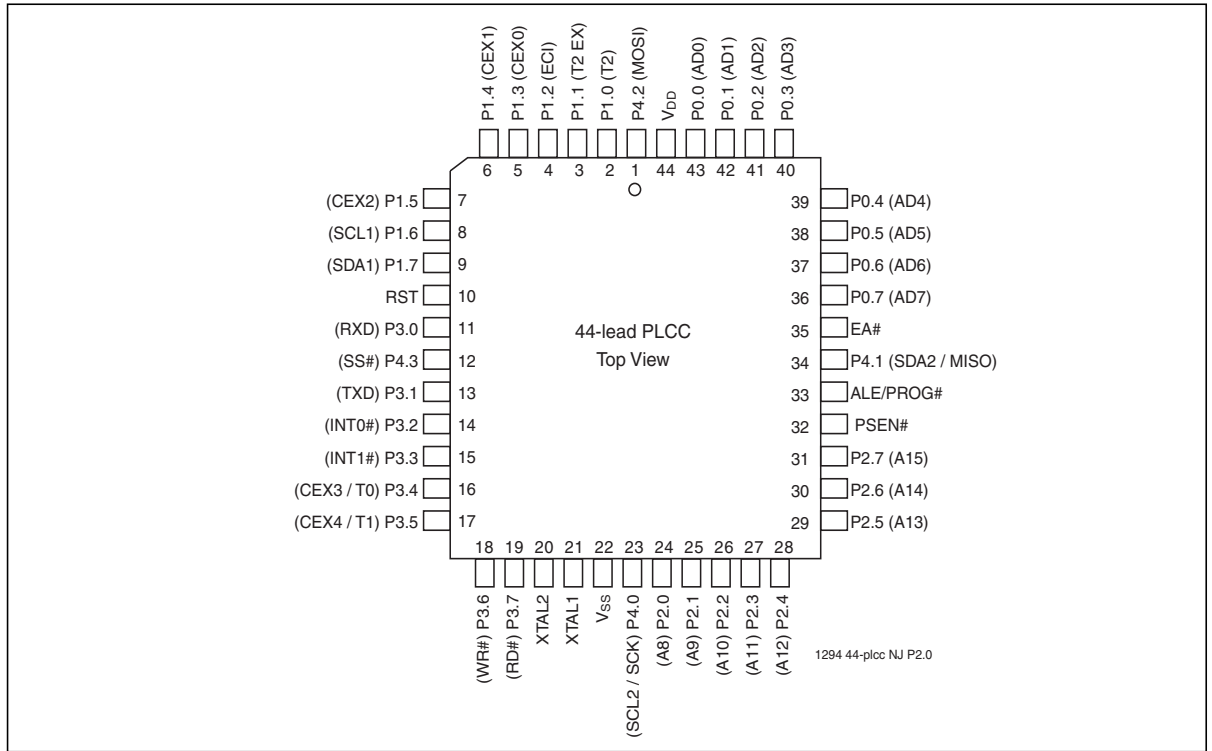 P1.4 (CEX1)
P1.3 (CEX0)
P1.2 (ECI)
P1.1 (T2 EX)
P1.0 (T2)
P4.2 (MOSI)
VDD
P0.0 (AD0)
P0.1 (AD1)
P0.2 (AD2)
P0.3 (AD3)
6 5 4 3 2 1 44 43 42 41 40
(CEX2) P1.5 7
(SCL1) P1.6 8
(SDA1) P1.7 9
RST 10
(RXD) P3.0 11
(SS#) P4.3 12
(TXD) P3.1 13
(INT0#) P3.2 14
(INT1#) P3.3 15
(CEX3 / T0) P3.4 16
(CEX4 / T1) P3.5 17
44-lead PLCC
Top View
39 P0.4 (AD4)
38 P0.5 (AD5)
37 P0.6 (AD6)
36 P0.7 (AD7)
35 EA#
34 P4.1 (SDA2 / MISO)
33 ALE/PROG#
32 PSEN#
31 P2.7 (A15)
30 P2.6 (A14)
29 P2.5 (A13)
18 19 20 21 22 23 24 25 26 27 28
(WR#) P3.6
(RD#) P3.7
XTAL2
XTAL1
VSS
(SCL2 / SCK) P4.0
(A8) P2.0
(A9) P2.1
(A10) P2.2
(A11) P2.3
(A12) P2.4
1294 44-plcc NJ P2.0